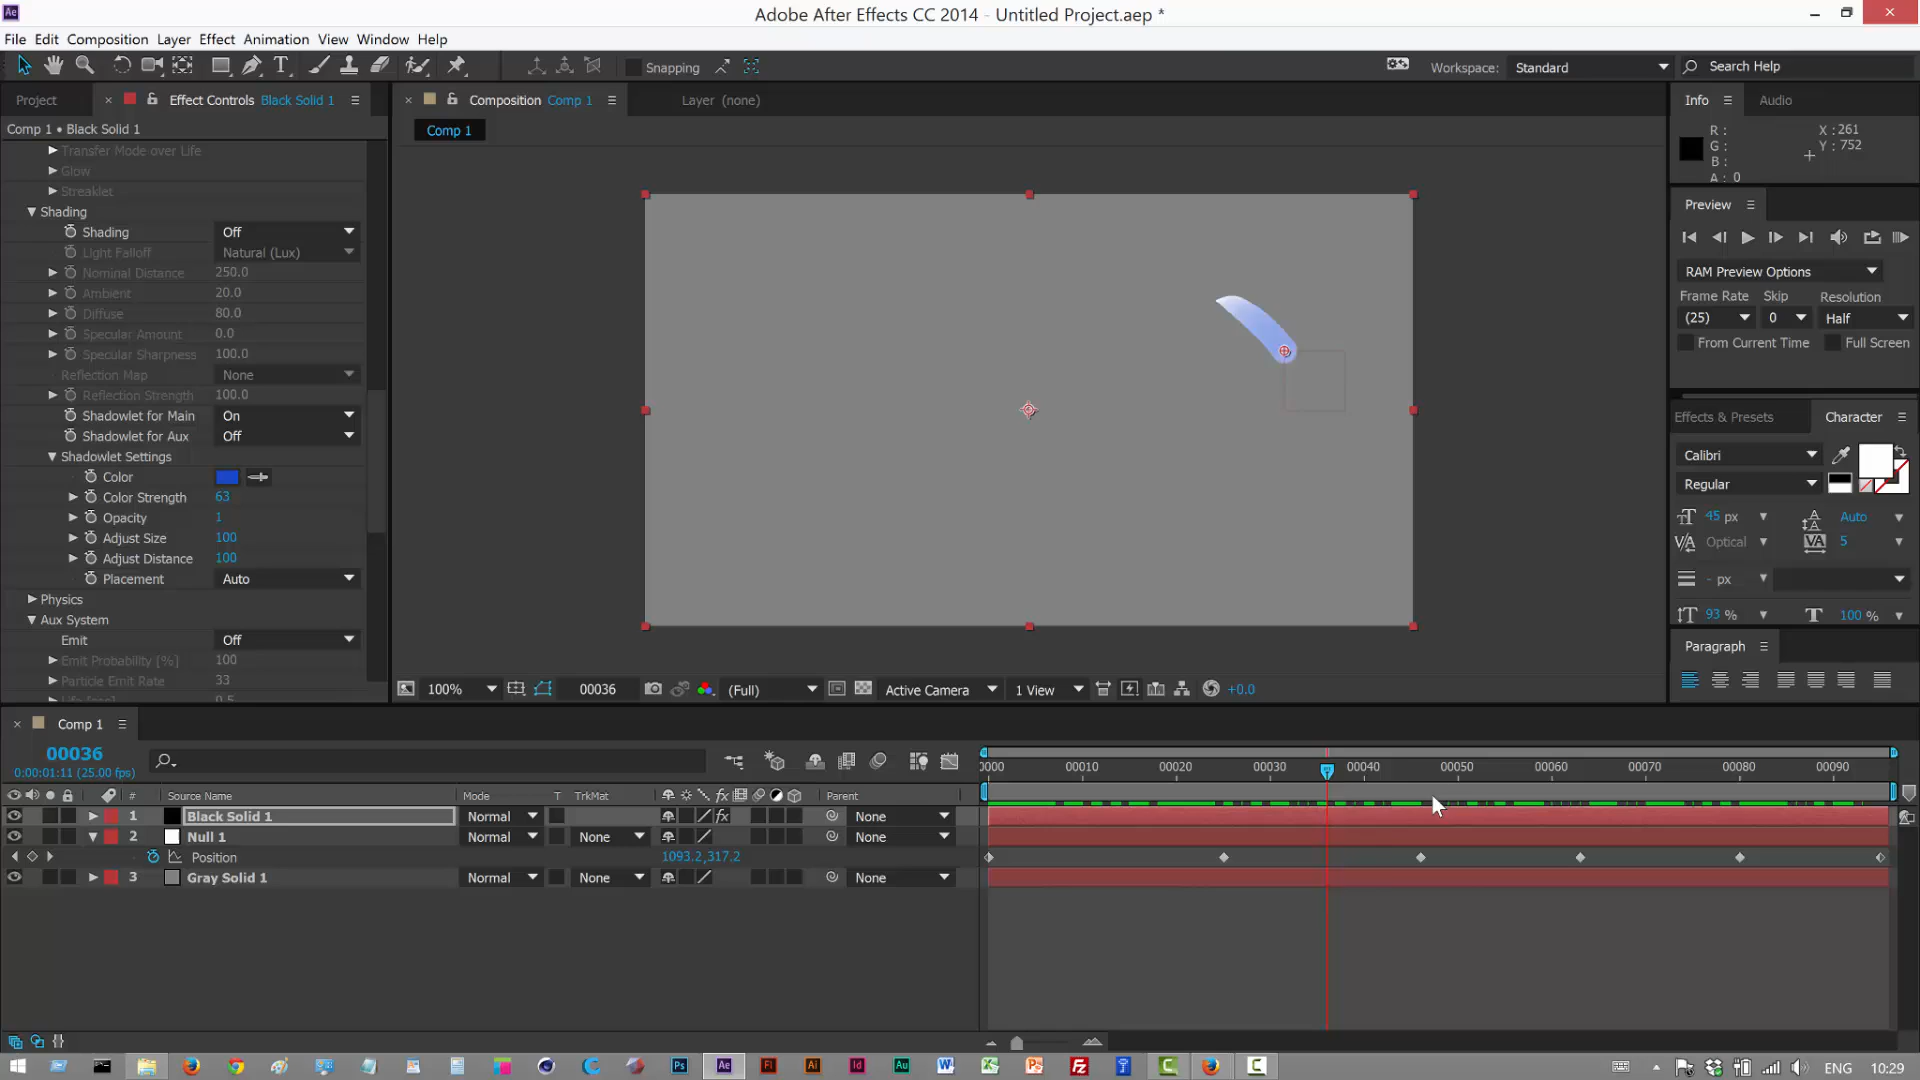 Adobe After Effects CC 2014 - Untitled Project.aep *
File Edit Composition Layer Effect Animation View Window Help
Snapping
Workspace: Standard
Search Help
Project
Effect Controls Black Solid 1
Composition Comp 1
Layer (none)
Info
Audio
Comp 1 • Black Solid 1
Comp 1
R :
G :
B :
A : 0
X : 261
Y : 752
Transfer Mode over Life
Glow
Streaklet
Shading
Shading Off
Light Falloff Natural (Lux)
Nominal Distance 250.0
Ambient 20.0
Diffuse 80.0
Specular Amount 0.0
Specular Sharpness 100.0
Reflection Map None
Reflection Strength 100.0
Shadowlet for Main On
Shadowlet for Aux Off
Shadowlet Settings
Color
Color Strength 63
Opacity 1
Adjust Size 100
Adjust Distance 100
Placement Auto
Physics
Aux System
Emit Off
Emit Probability [%] 100
Particle Emit Rate 33
Preview
RAM Preview Options
Frame Rate Skip Resolution
(25) 0 Half
From Current Time Full Screen
Effects & Presets Character
Calibri
Regular
45 px Auto
Optical 5
- px
93 % 100 %
Paragraph
100% 00036 (Full) Active Camera 1 View +0.0
Comp 1
00036
0:00:01:11 (25.00 fps)
0000 00010 00020 00030 00040 00050 00060 00070 00080 00090
# Source Name Mode T TrkMat Parent
1 Black Solid 1 Normal None
2 Null 1 Normal None None
Position 1093.2,317.2
3 Gray Solid 1 Normal None None
ENG 10:29